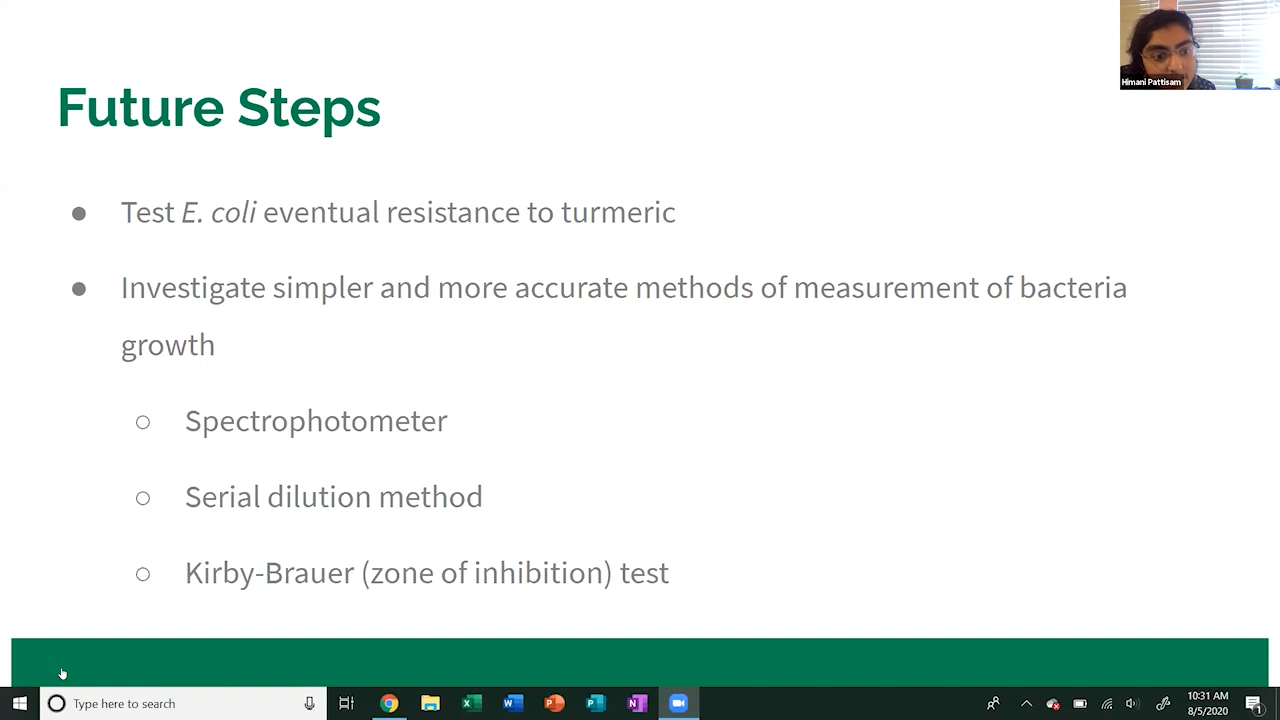 Himani Pattisam
Future Steps
● Test E. coli eventual resistance to turmeric
● Investigate simpler and more accurate methods of measurement of bacteria
growth
○ Spectrophotometer
○ Serial dilution method
○ Kirby-Brauer (zone of inhibition) test
Type here to search
10:31 AM
8/5/2020
1